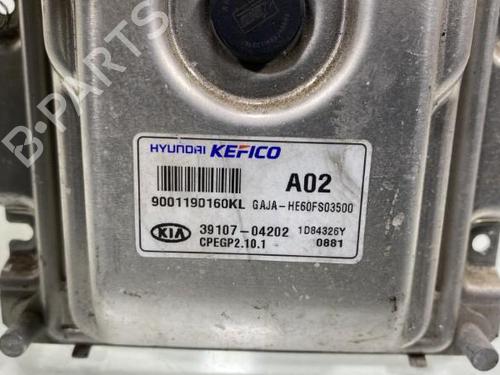 B-PARTS
HYUNDAI KEFICO
A02
9001190160KL GAJA-HE60FS03500
KIA 39107-04202 1D84326Y
CPEGP2.10.1 0881